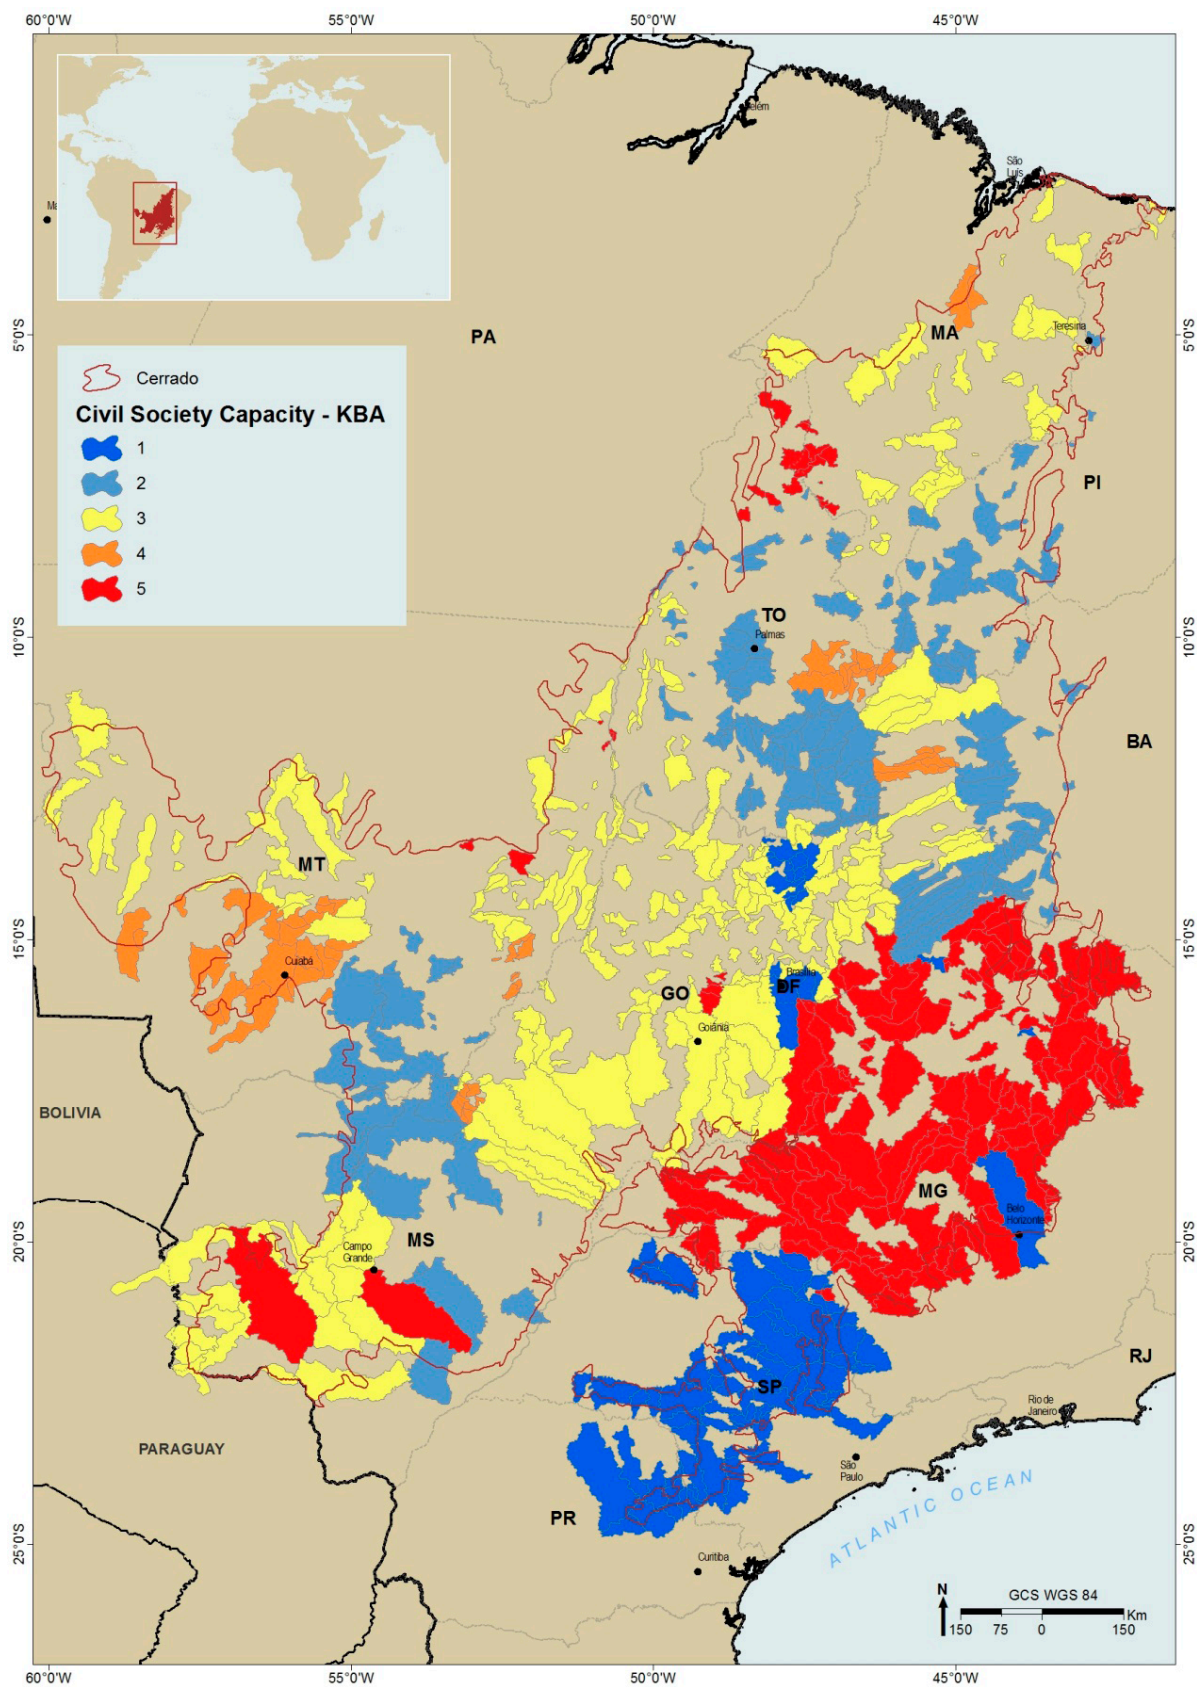 60°0'W 55°0'W 50°0'W 45°0'W
Belém
São
Luís
5°0'S PA MA 5°0'S
Teresina
Cerrado
Civil Society Capacity - KBA
1
2
3
4
5
PI
TO
Palmas
10°0'S 10°0'S
BA
MT
15°0'S 15°0'S
Cuiabá
Brasília
DF
GO
Goiânia
BOLIVIA
MG
Belo
Horizonte
20°0'S 20°0'S
Campo
Grande
MS
RJ
SP
Rio de
Janeiro
PARAGUAY
São
Paulo
PR
ATLANTIC OCEAN
25°0'S 25°0'S
Curitiba
N
GCS WGS 84
Km
150 75 0 150
60°0'W 55°0'W 50°0'W 45°0'W